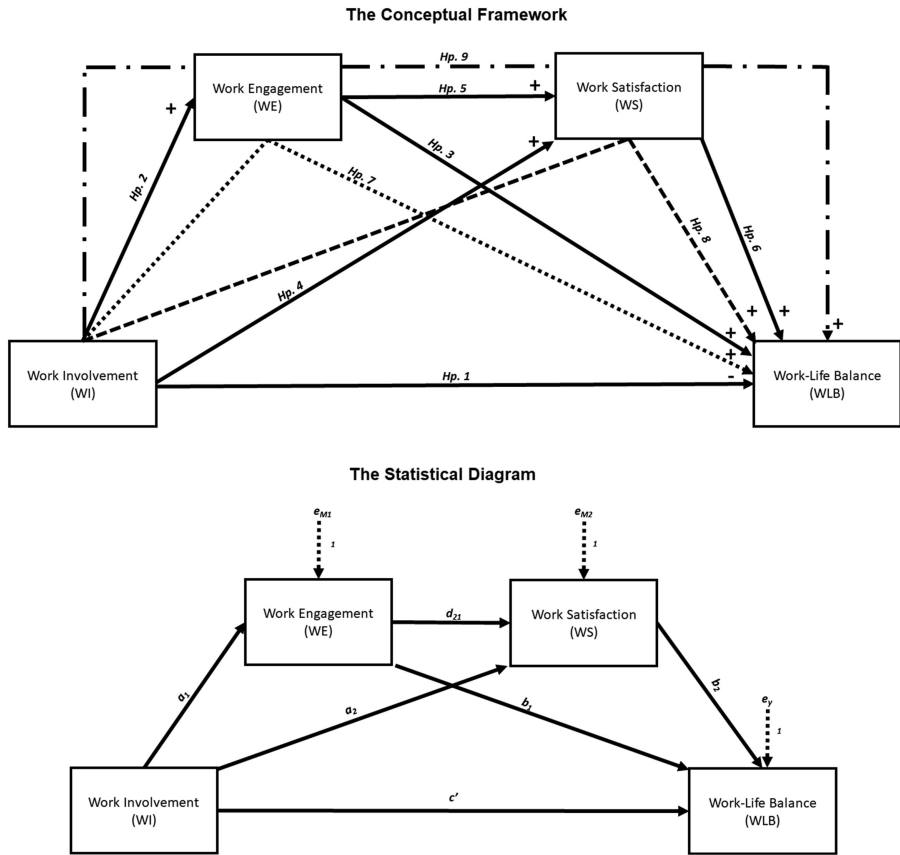 The Conceptual Framework
Hp. 9
Work Engagement
(WE)
Work Satisfaction
(WS)
Hp. 5
+
+
+
Hp. 2
Hp. 3
Hp. 7
Hp. 4
Hp. 8
Hp. 6
+
+
+
+
+
-
Work Involvement
(WI)
Hp. 1
Work-Life Balance
(WLB)
The Statistical Diagram
eM1
1
eM2
1
Work Engagement
(WE)
d21
Work Satisfaction
(WS)
a1
a2
b1
b2
ey
1
Work Involvement
(WI)
c’
Work-Life Balance
(WLB)